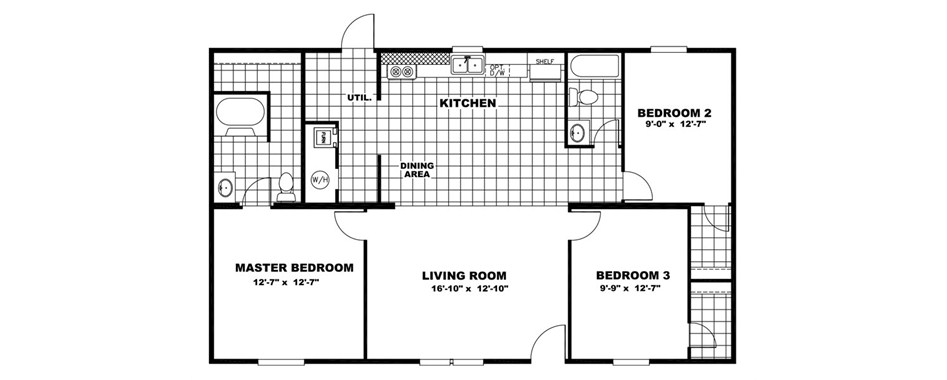 SHELF
OPT.
D/W
UTIL.
KITCHEN
BEDROOM 2
9'-0" x 12'-7"
FURN
W/H
DINING
AREA
MASTER BEDROOM
12'-7" x 12'-7"
LIVING ROOM
16'-10" x 12'-10"
BEDROOM 3
9'-9" x 12'-7"